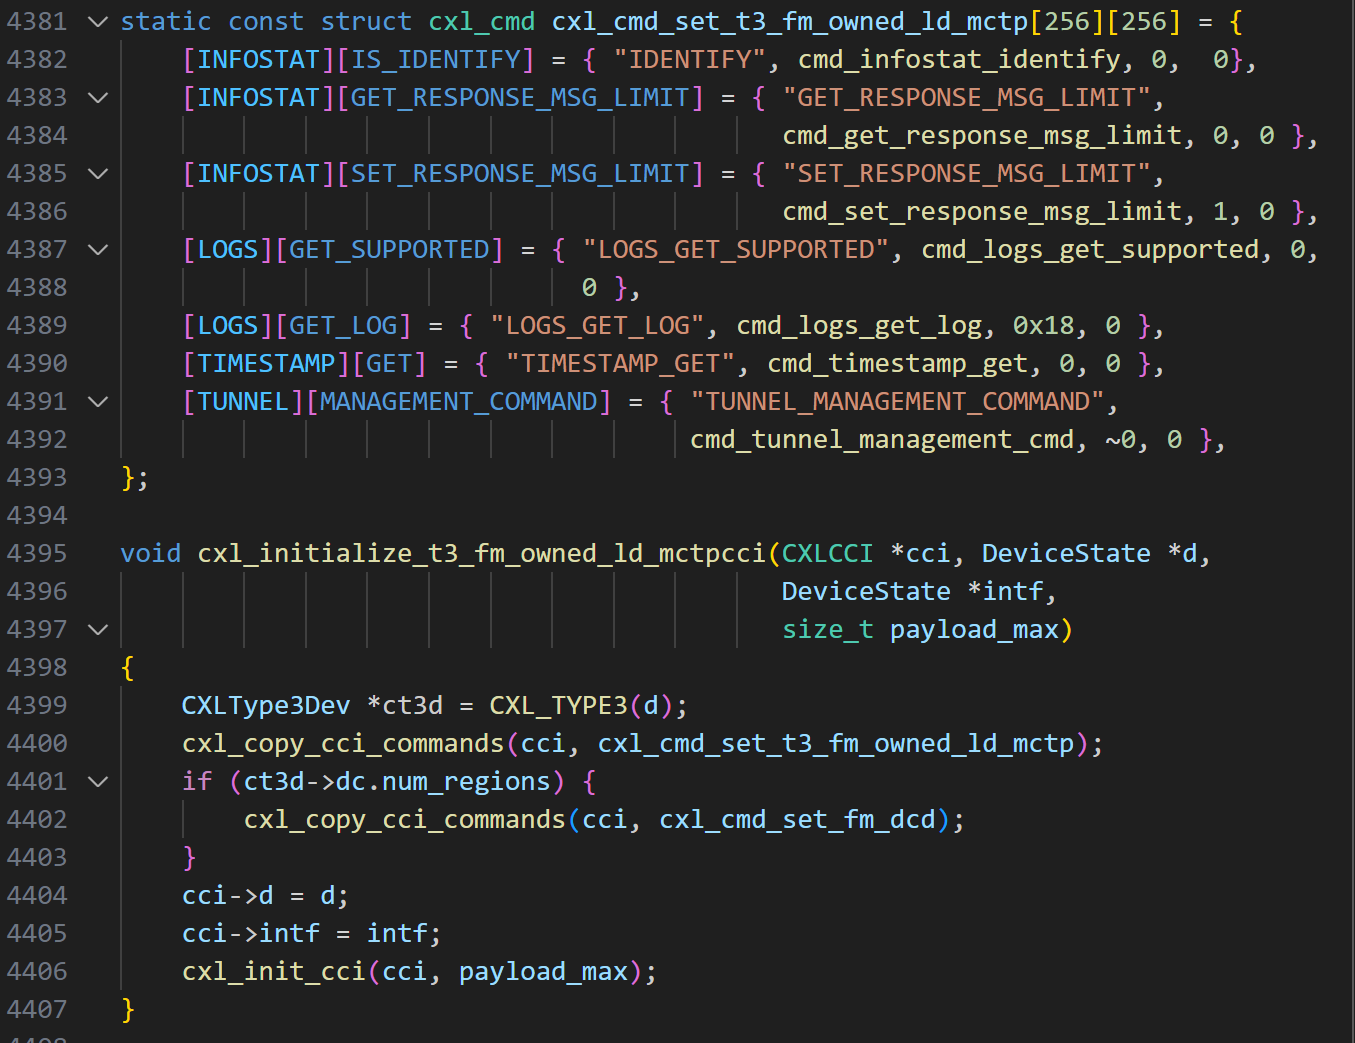 4381 static const struct cxl_cmd cxl_cmd_set_t3_fm_owned_ld_mctp[256][256] = {
4382     [INFOSTAT][IS_IDENTIFY] = { "IDENTIFY", cmd_infostat_identify, 0,  0},
4383     [INFOSTAT][GET_RESPONSE_MSG_LIMIT] = { "GET_RESPONSE_MSG_LIMIT",
4384                                            cmd_get_response_msg_limit, 0, 0 },
4385     [INFOSTAT][SET_RESPONSE_MSG_LIMIT] = { "SET_RESPONSE_MSG_LIMIT",
4386                                            cmd_set_response_msg_limit, 1, 0 },
4387     [LOGS][GET_SUPPORTED] = { "LOGS_GET_SUPPORTED", cmd_logs_get_supported, 0,
4388                               0 },
4389     [LOGS][GET_LOG] = { "LOGS_GET_LOG", cmd_logs_get_log, 0x18, 0 },
4390     [TIMESTAMP][GET] = { "TIMESTAMP_GET", cmd_timestamp_get, 0, 0 },
4391     [TUNNEL][MANAGEMENT_COMMAND] = { "TUNNEL_MANAGEMENT_COMMAND",
4392                                      cmd_tunnel_management_cmd, ~0, 0 },
4393 };
4394
4395 void cxl_initialize_t3_fm_owned_ld_mctpcci(CXLCCI *cci, DeviceState *d,
4396                                            DeviceState *intf,
4397                                            size_t payload_max)
4398 {
4399     CXLType3Dev *ct3d = CXL_TYPE3(d);
4400     cxl_copy_cci_commands(cci, cxl_cmd_set_t3_fm_owned_ld_mctp);
4401     if (ct3d->dc.num_regions) {
4402         cxl_copy_cci_commands(cci, cxl_cmd_set_fm_dcd);
4403     }
4404     cci->d = d;
4405     cci->intf = intf;
4406     cxl_init_cci(cci, payload_max);
4407 }